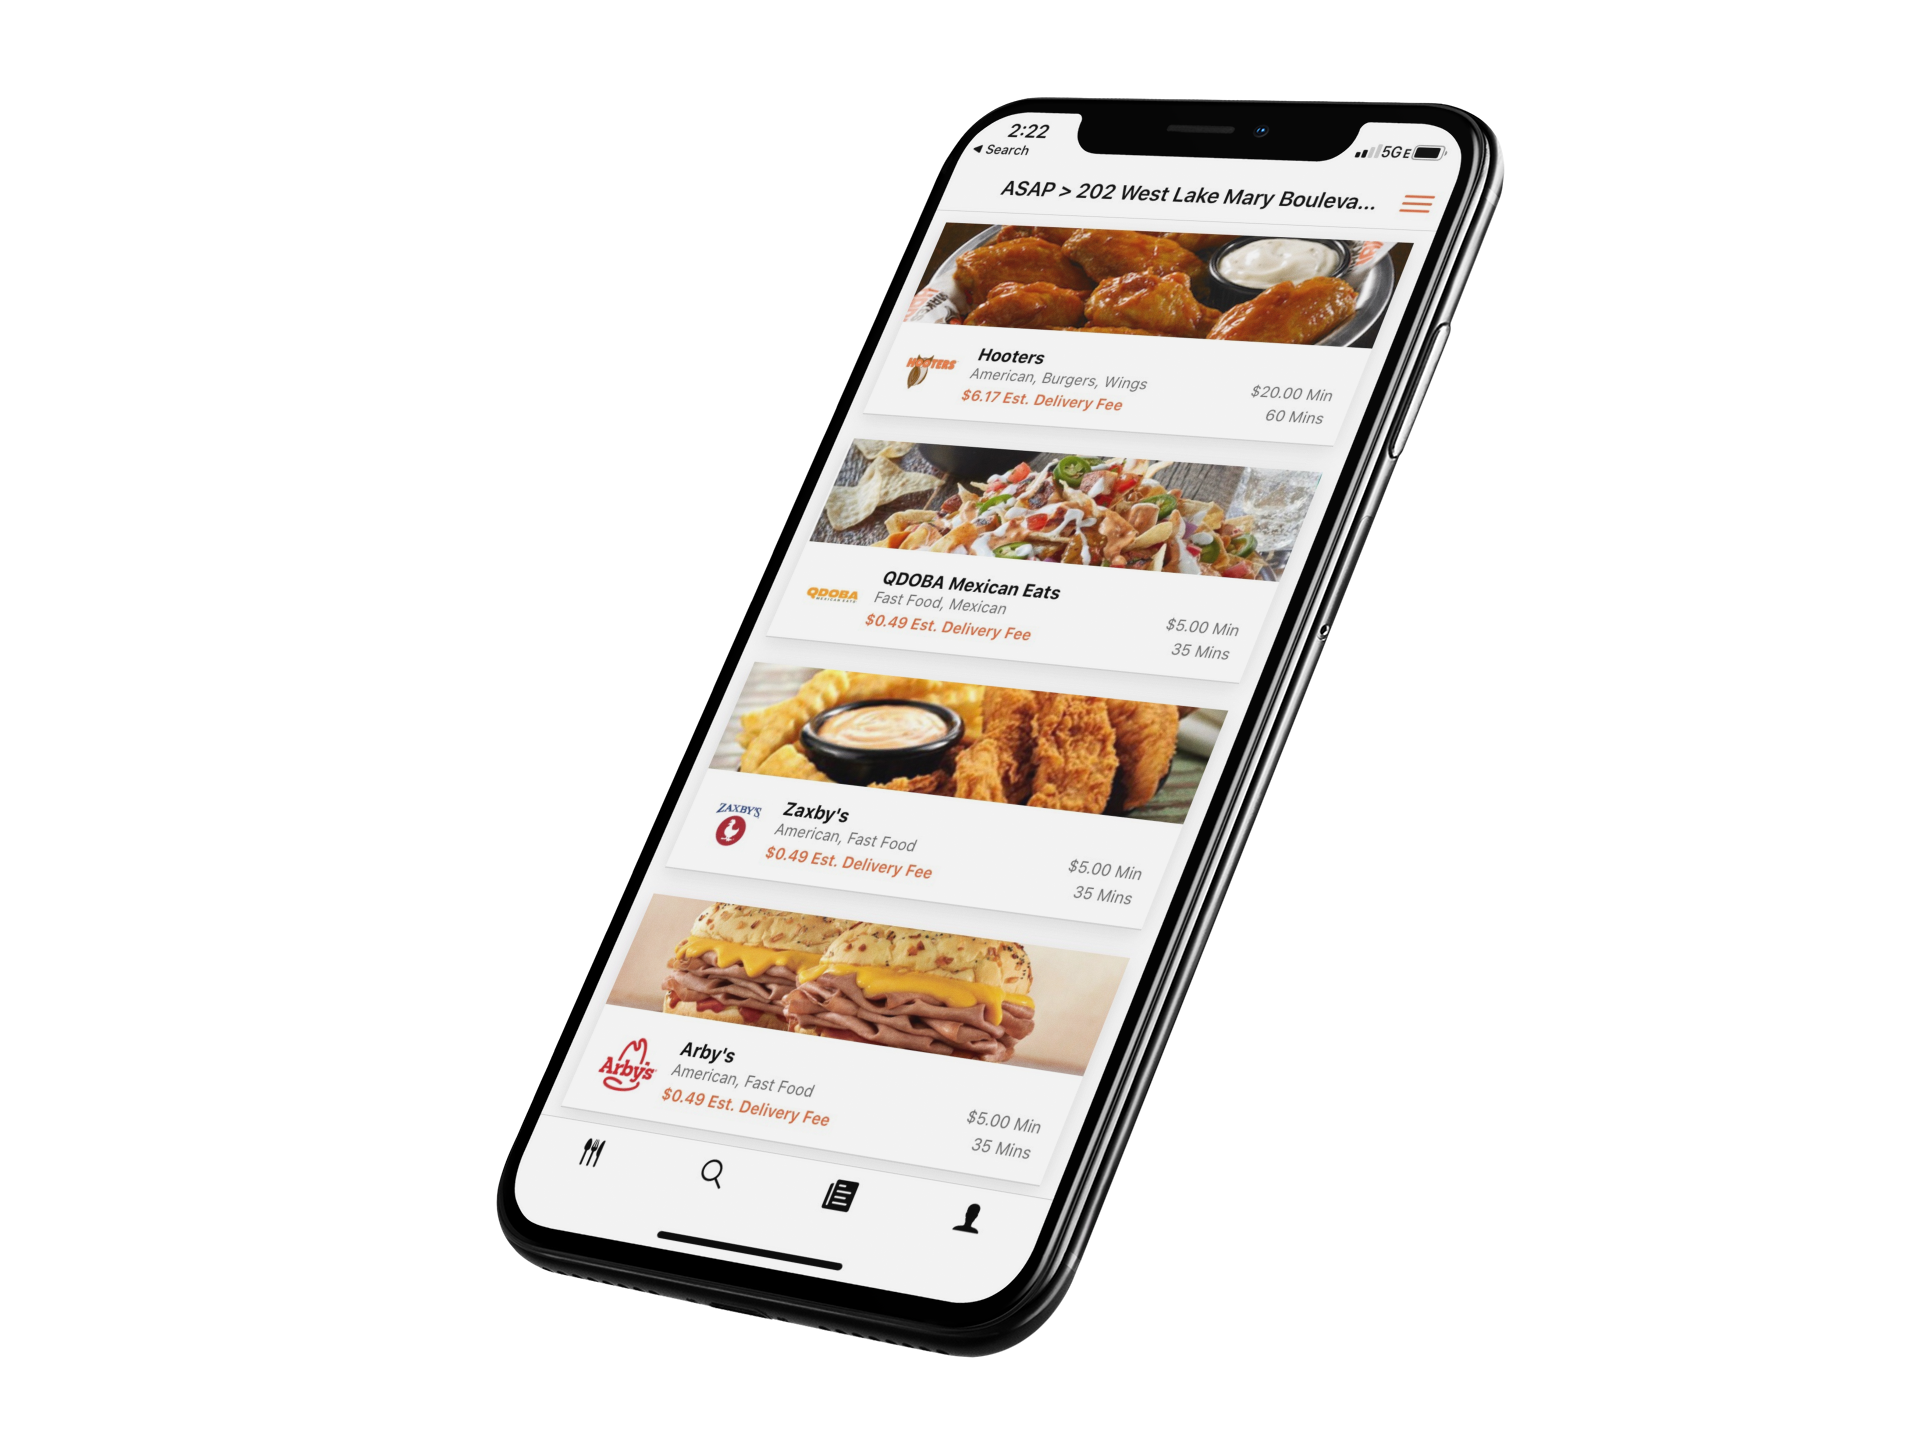 2:22
◀ Search
5GE
ASAP > 202 West Lake Mary Bouleva...
HOOTERS
Hooters
American, Burgers, Wings
$6.17 Est. Delivery Fee
$20.00 Min
60 Mins
QDOBA
MEXICAN EATS
QDOBA Mexican Eats
Fast Food, Mexican
$0.49 Est. Delivery Fee
$5.00 Min
35 Mins
ZAXBY'S
Zaxby's
American, Fast Food
$0.49 Est. Delivery Fee
$5.00 Min
35 Mins
Arby's
Arby's
American, Fast Food
$0.49 Est. Delivery Fee
$5.00 Min
35 Mins